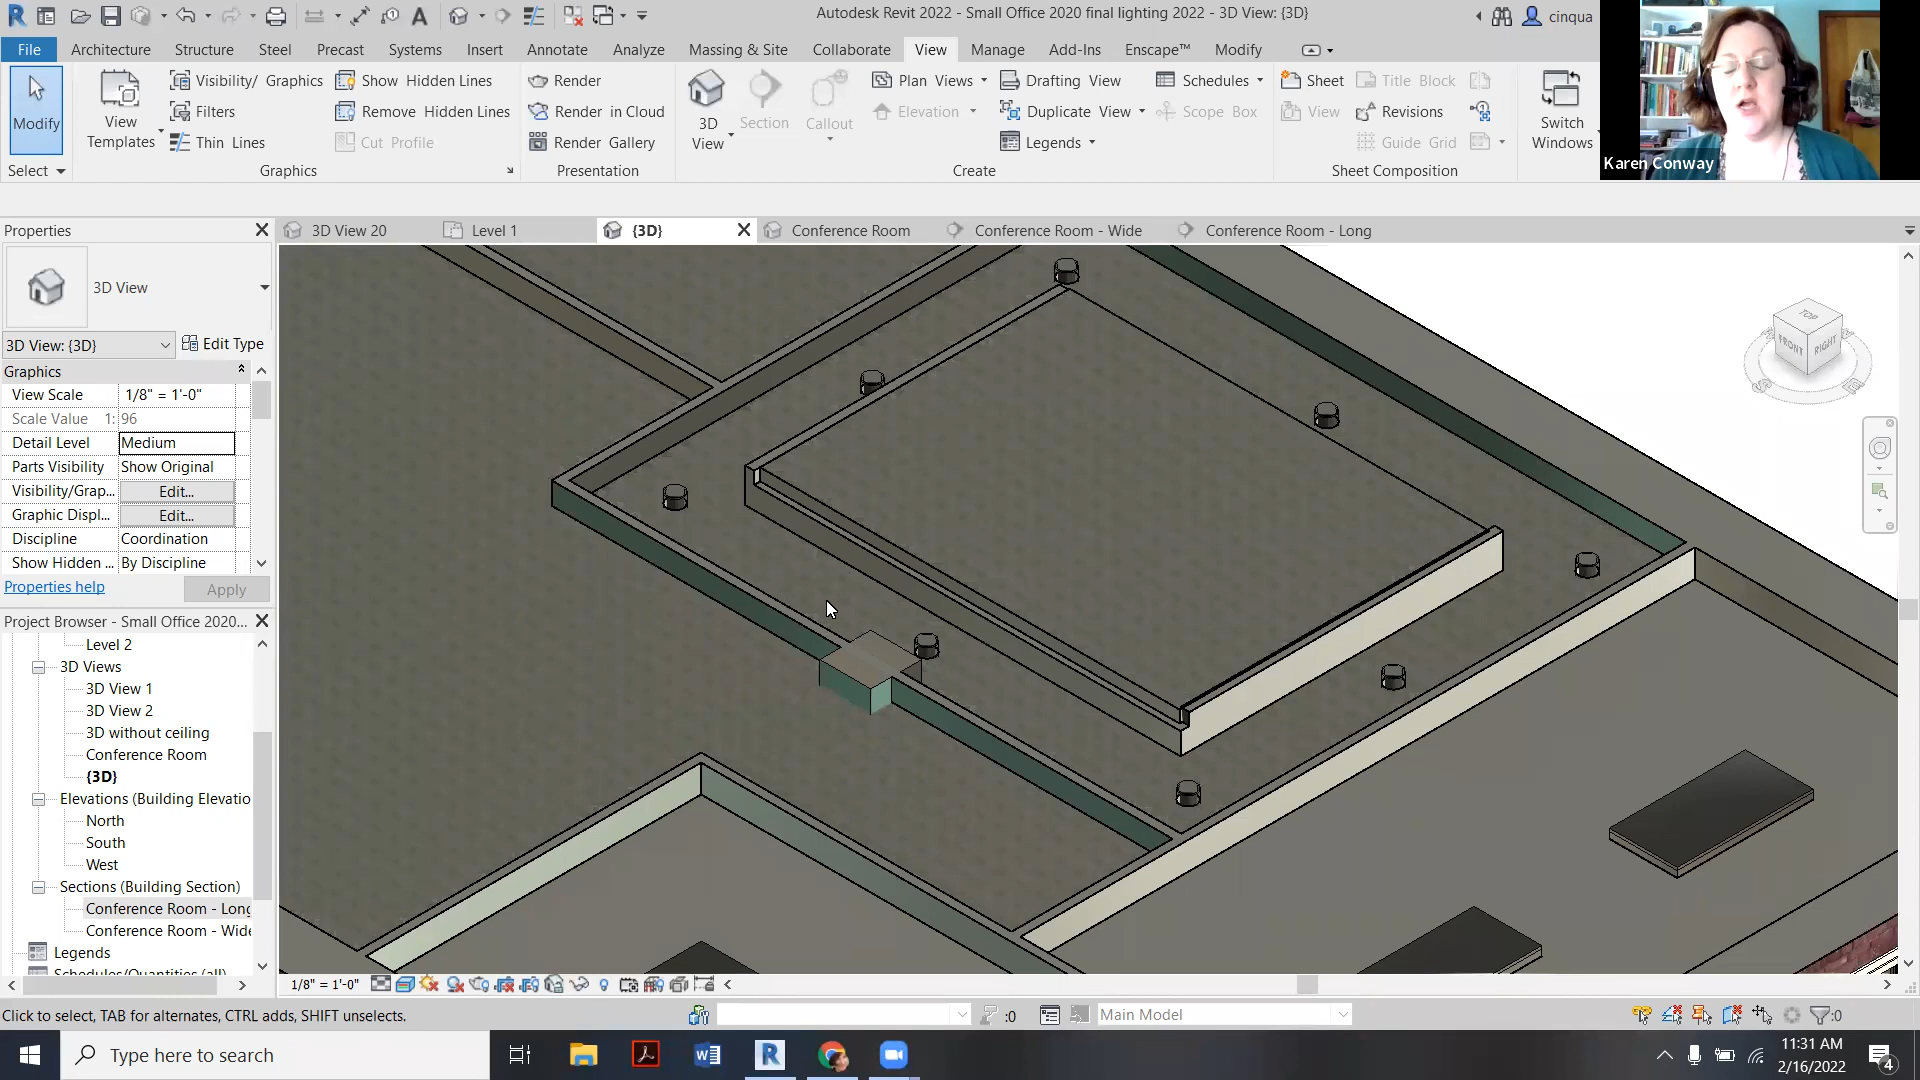 Autodesk Revit 2022 - Small Office 2020 final lighting 2022 - 3D View: {3D}
cinqua
File Architecture Structure Steel Precast Systems Insert Annotate Analyze Massing & Site Collaborate View Manage Add-Ins Enscape™ Modify
Modify
View Templates
Visibility/ Graphics
Filters
Thin Lines
Show Hidden Lines
Remove Hidden Lines
Cut Profile
Render
Render in Cloud
Render Gallery
3D View
Section
Callout
Plan Views
Elevation
Drafting View
Duplicate View
Legends
Schedules
Scope Box
Sheet
View
Title Block
Revisions
Guide Grid
Switch Windows
Select
Graphics
Presentation
Create
Sheet Composition
Karen Conway
Properties
3D View 20
Level 1
{3D}
Conference Room
Conference Room - Wide
Conference Room - Long
3D View
3D View: {3D}
Edit Type
Graphics
View Scale 1/8" = 1'-0"
Scale Value 1: 96
Detail Level Medium
Parts Visibility Show Original
Visibility/Grap... Edit...
Graphic Displ... Edit...
Discipline Coordination
Show Hidden ... By Discipline
Properties help
Apply
Project Browser - Small Office 2020...
Level 2
3D Views
3D View 1
3D View 2
3D without ceiling
Conference Room
{3D}
Elevations (Building Elevatio
North
South
West
Sections (Building Section)
Conference Room - Long
Conference Room - Wide
Legends
Schedules/Quantities (all)
TOP
FRONT
RIGHT
1/8" = 1'-0"
Click to select, TAB for alternates, CTRL adds, SHIFT unselects.
:0
Main Model
:0
Type here to search
11:31 AM
2/16/2022
4